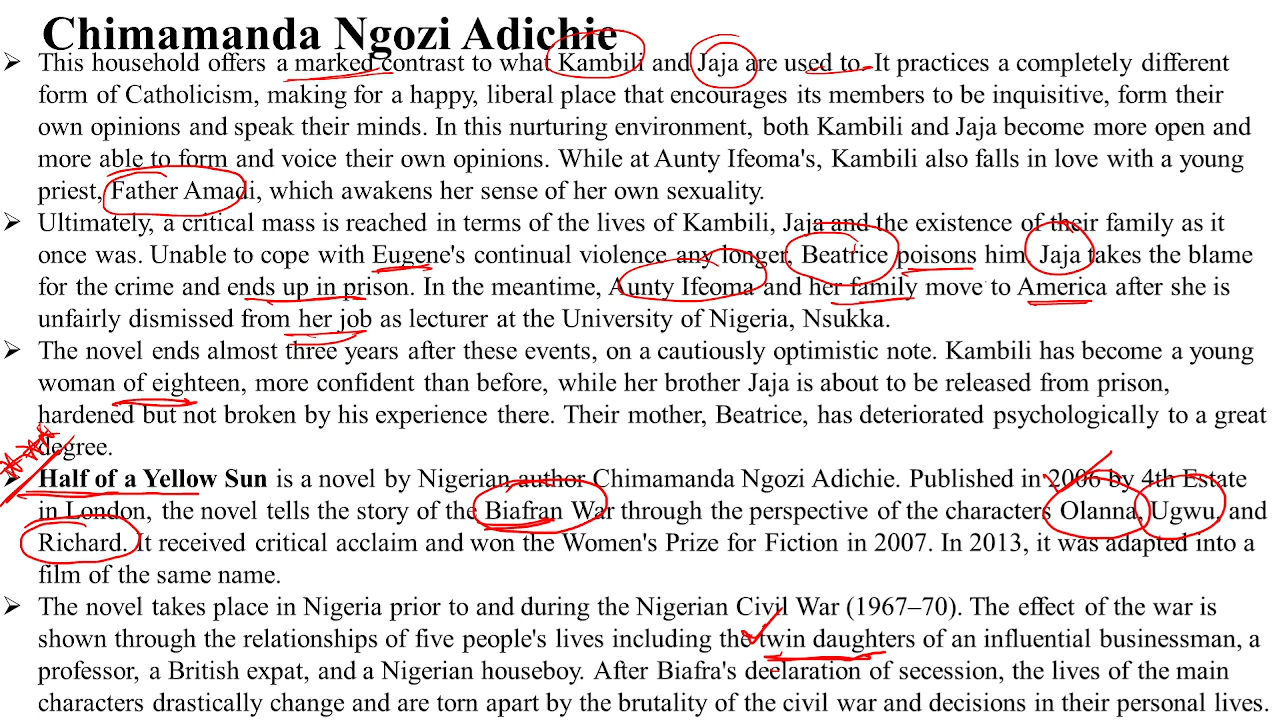 Chimamanda Ngozi Adichie
➢ This household offers a marked contrast to what Kambili and Jaja are used to. It practices a completely different
form of Catholicism, making for a happy, liberal place that encourages its members to be inquisitive, form their
own opinions and speak their minds. In this nurturing environment, both Kambili and Jaja become more open and
more able to form and voice their own opinions. While at Aunty Ifeoma's, Kambili also falls in love with a young
priest, Father Amadi, which awakens her sense of her own sexuality.
➢ Ultimately, a critical mass is reached in terms of the lives of Kambili, Jaja and the existence of their family as it
once was. Unable to cope with Eugene's continual violence any longer, Beatrice poisons him. Jaja takes the blame
for the crime and ends up in prison. In the meantime, Aunty Ifeoma and her family move to America after she is
unfairly dismissed from her job as lecturer at the University of Nigeria, Nsukka.
➢ The novel ends almost three years after these events, on a cautiously optimistic note. Kambili has become a young
woman of eighteen, more confident than before, while her brother Jaja is about to be released from prison,
hardened but not broken by his experience there. Their mother, Beatrice, has deteriorated psychologically to a great
degree.
➢ Half of a Yellow Sun is a novel by Nigerian author Chimamanda Ngozi Adichie. Published in 2006 by 4th Estate
in London, the novel tells the story of the Biafran War through the perspective of the characters Olanna, Ugwu, and
Richard. It received critical acclaim and won the Women's Prize for Fiction in 2007. In 2013, it was adapted into a
film of the same name.
➢ The novel takes place in Nigeria prior to and during the Nigerian Civil War (1967–70). The effect of the war is
shown through the relationships of five people's lives including the twin daughters of an influential businessman, a
professor, a British expat, and a Nigerian houseboy. After Biafra's declaration of secession, the lives of the main
characters drastically change and are torn apart by the brutality of the civil war and decisions in their personal lives.